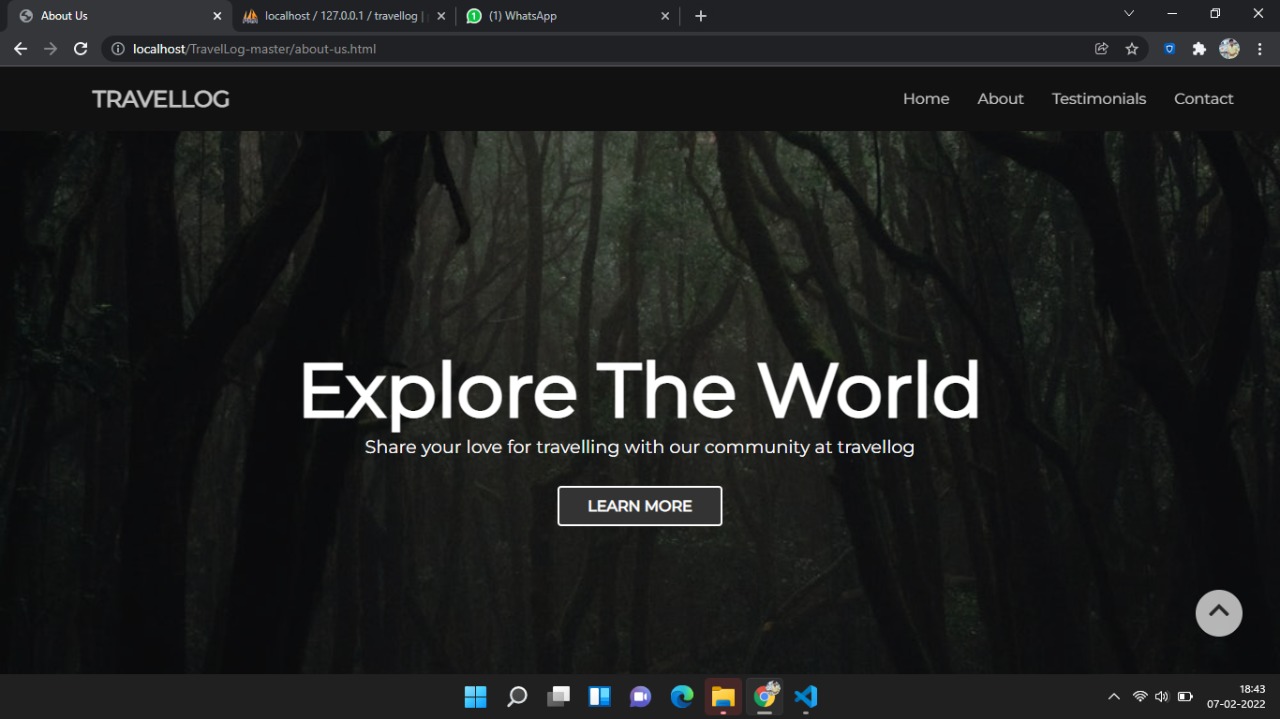 About Us
localhost / 127.0.0.1 / travellog |
(1) WhatsApp
localhost/TravelLog-master/about-us.html
TRAVELLOG
Home About Testimonials Contact
Explore The World
Share your love for travelling with our community at travellog
LEARN MORE
18:43
07-02-2022